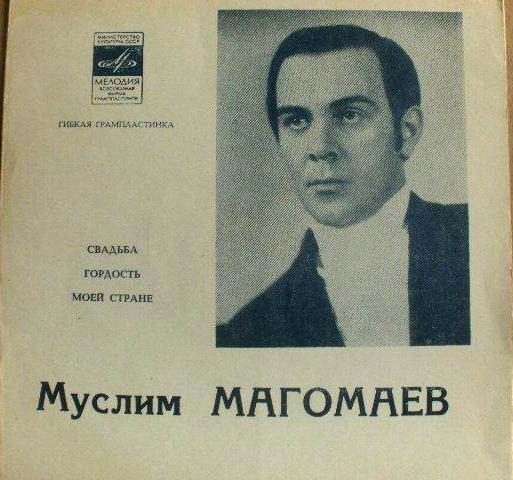 МИНИСТЕРСТВО
КУЛЬТУРЫ СССР
МЕЛОДИЯ
ВСЕСОЮЗНАЯ
ФИРМА
ГРАМПЛАСТИНОК
ГИБКАЯ ГРАМПЛАСТИНКА
СВАДЬБА
ГОРДОСТЬ
МОЕЙ СТРАНЕ
Муслим МАГОМАЕВ